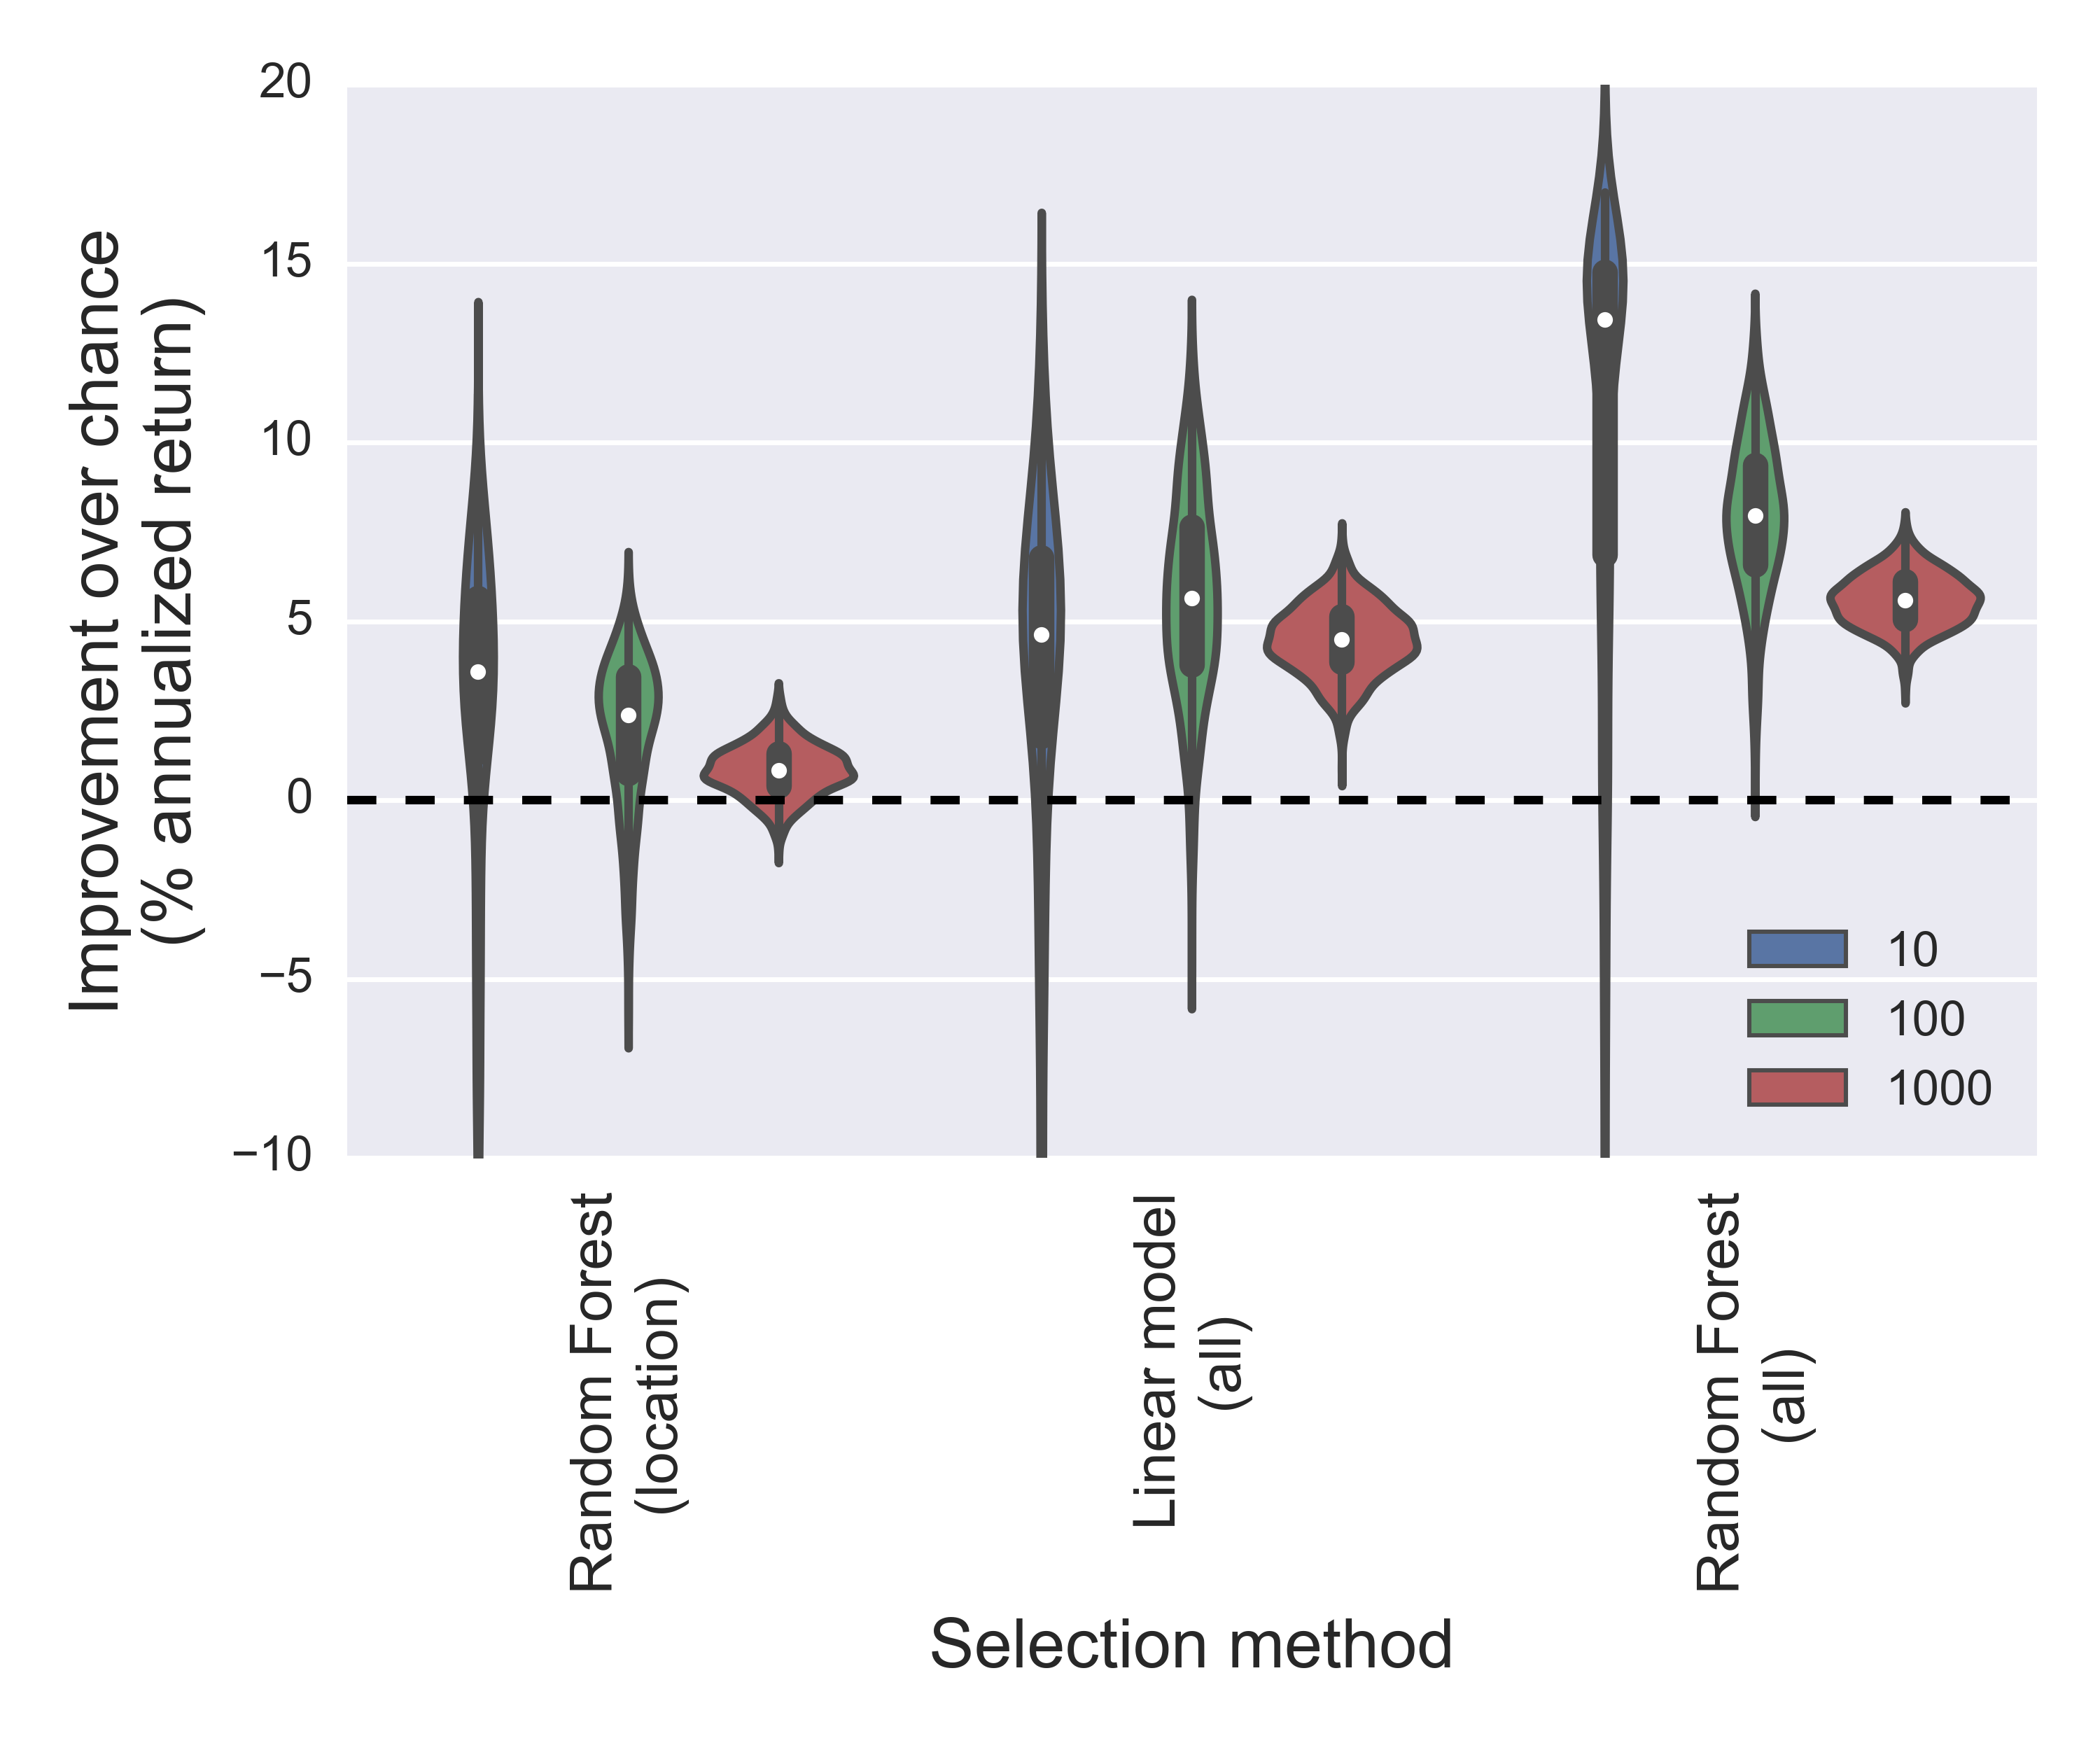 Improvement over chance
(% annualized return)
20
15
10
5
0
−5
−10
10
100
1000
Random Forest
(location)
Linear model
(all)
Random Forest
(all)
Selection method